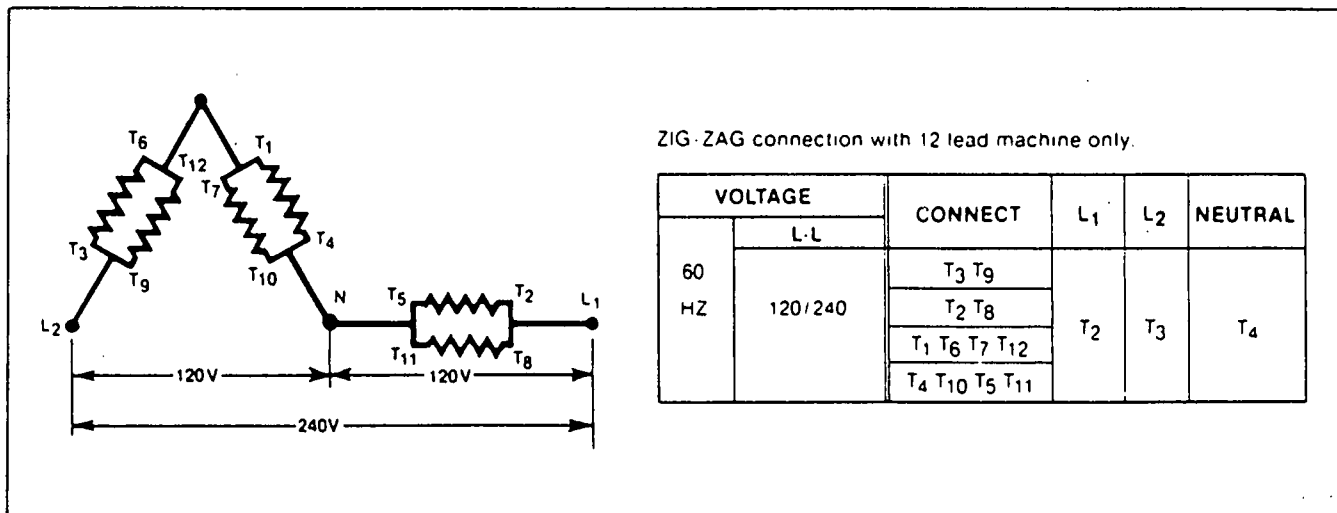 ZIG-ZAG connection with 12 lead machine only.
VOLTAGE CONNECT L1 L2 NEUTRAL
L-L
60 HZ 120/240 T2 T3 T4
T3 T9
T2 T8
T1 T6 T7 T12
T4 T10 T5 T11
T6 T1
T12
T7
T3 T4
T9 T10
L2 N T5 T2 L1
T11 T8
120V 120V
240V